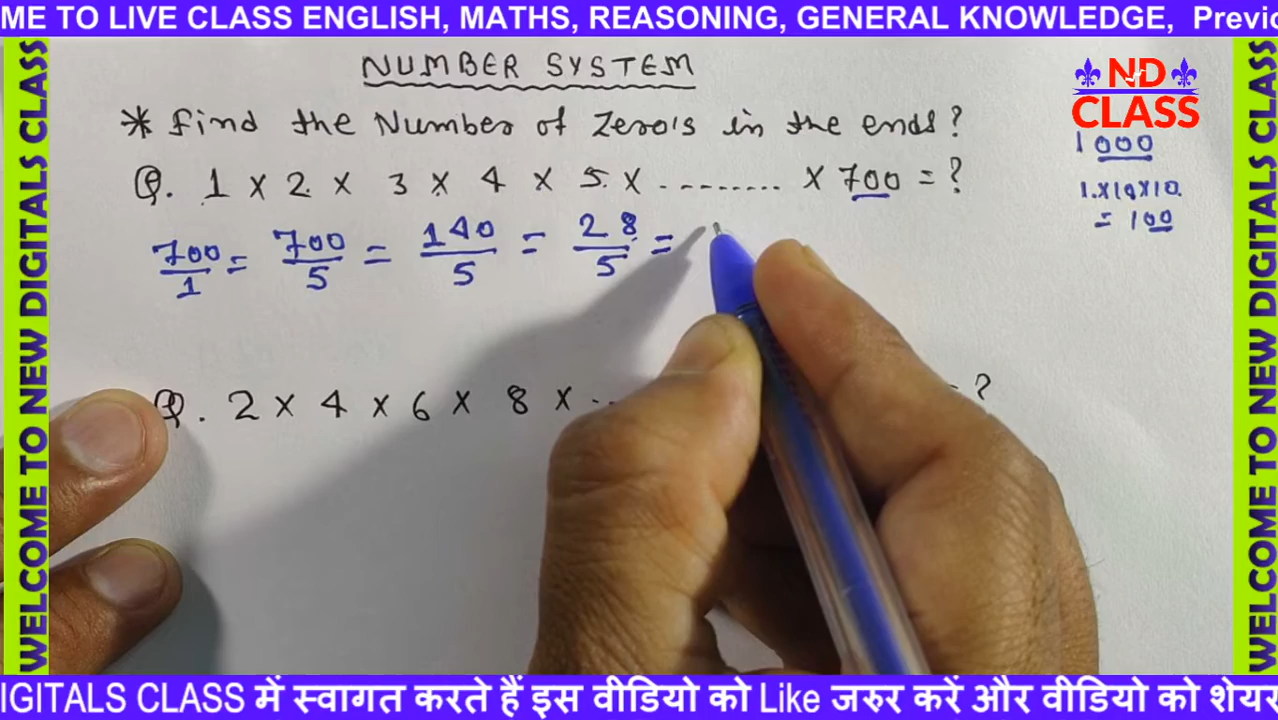 ME TO LIVE CLASS ENGLISH, MATHS, REASONING, GENERAL KNOWLEDGE, Previo
WELCOME TO NEW DIGITALS CLASS
NUMBER SYSTEM
ND
CLASS
* Find the Number of Zero's in the ends?
1000
Q. 1 × 2 × 3 × 4 × 5 × ........ × 700 = ?
1×10×10
= 100
700/1 = 700/5 = 140/5 = 28/5 =
Q. 2 × 4 × 6 × 8 × .. = ?
WELCOME TO NEW DIGITALS CLASS
IGITALS CLASS में स्वागत करते हैं इस वीडियो को Like जरुर करें और वीडियो को शेयर